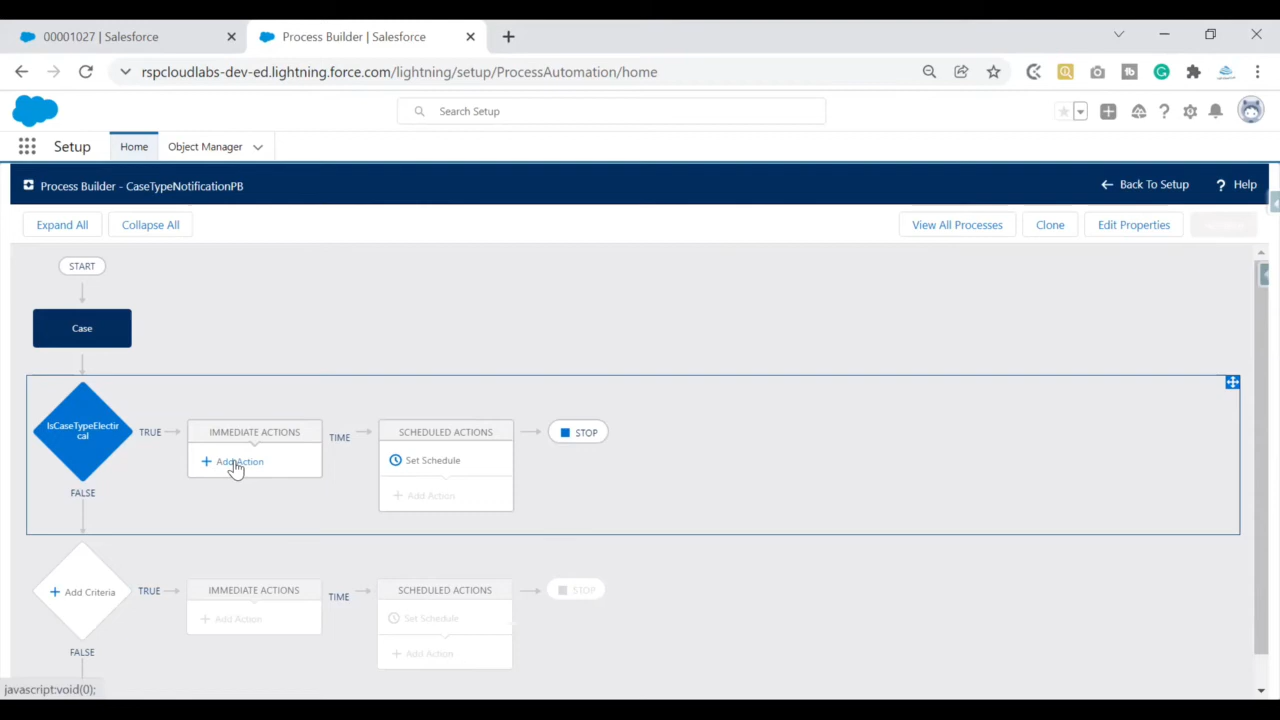 00001027 | Salesforce
Process Builder | Salesforce
rspcloudlabs-dev-ed.lightning.force.com/lightning/setup/ProcessAutomation/home
Search Setup
Setup
Home
Object Manager
Process Builder - CaseTypeNotificationPB
Back To Setup
? Help
Expand All
Collapse All
View All Processes
Clone
Edit Properties
START
Case
IsCaseTypeElectri
cal
TRUE
IMMEDIATE ACTIONS
+ Add Action
TIME
SCHEDULED ACTIONS
Set Schedule
+ Add Action
STOP
FALSE
+ Add Criteria
TRUE
IMMEDIATE ACTIONS
+ Add Action
TIME
SCHEDULED ACTIONS
Set Schedule
+ Add Action
STOP
FALSE
javascript:void(0);